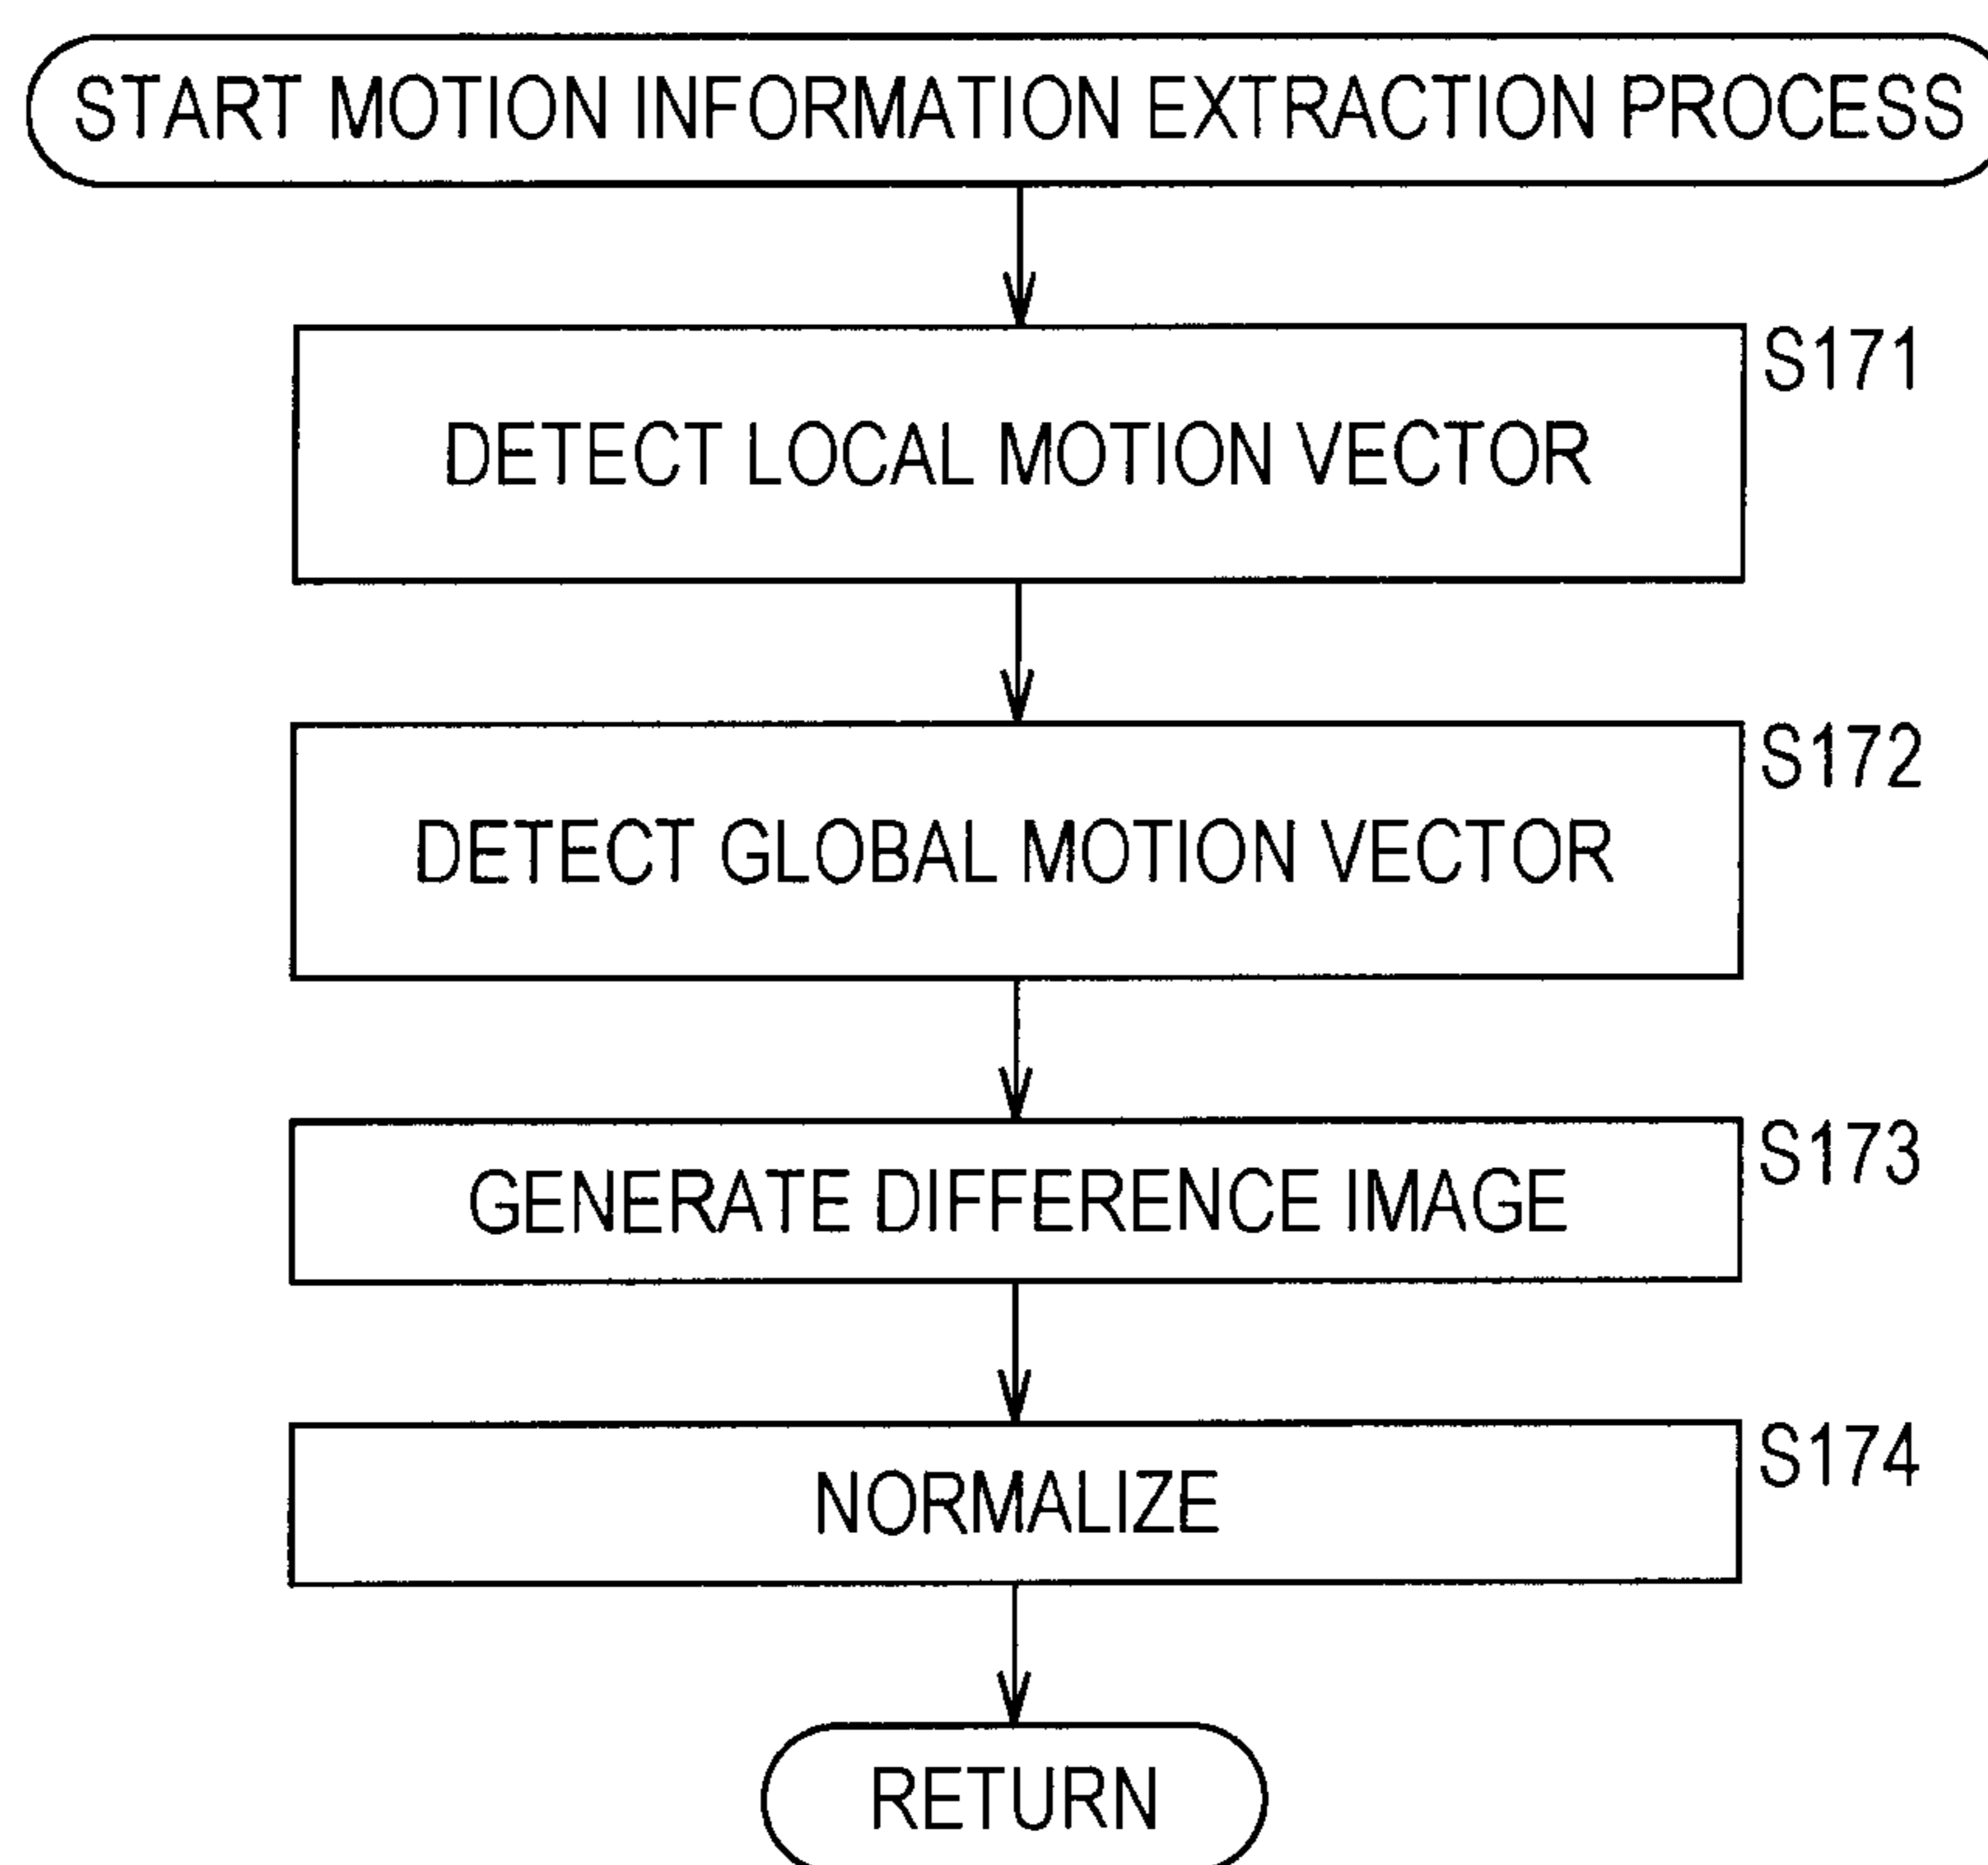 START MOTION INFORMATION EXTRACTION PROCESS
S171
DETECT LOCAL MOTION VECTOR
S172
DETECT GLOBAL MOTION VECTOR
S173
GENERATE DIFFERENCE IMAGE
S174
NORMALIZE
RETURN